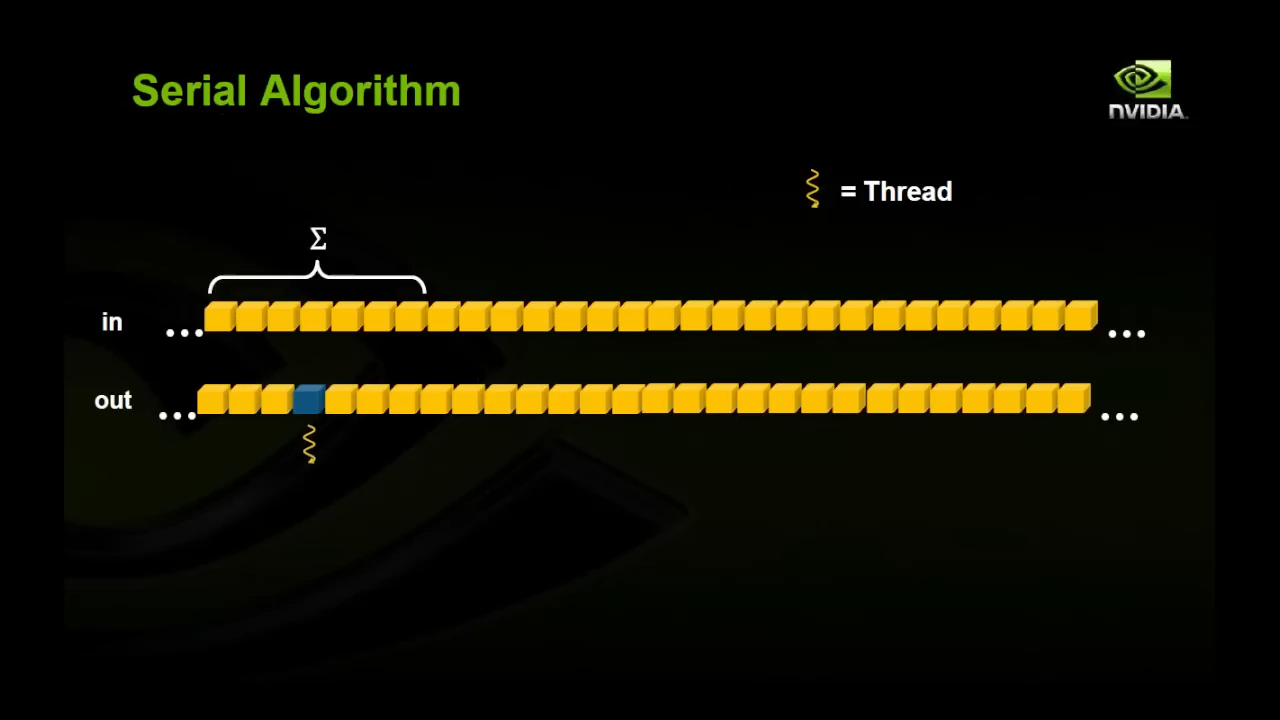 Serial Algorithm
NVIDIA.
= Thread
Σ
in ... ...
out ... ...